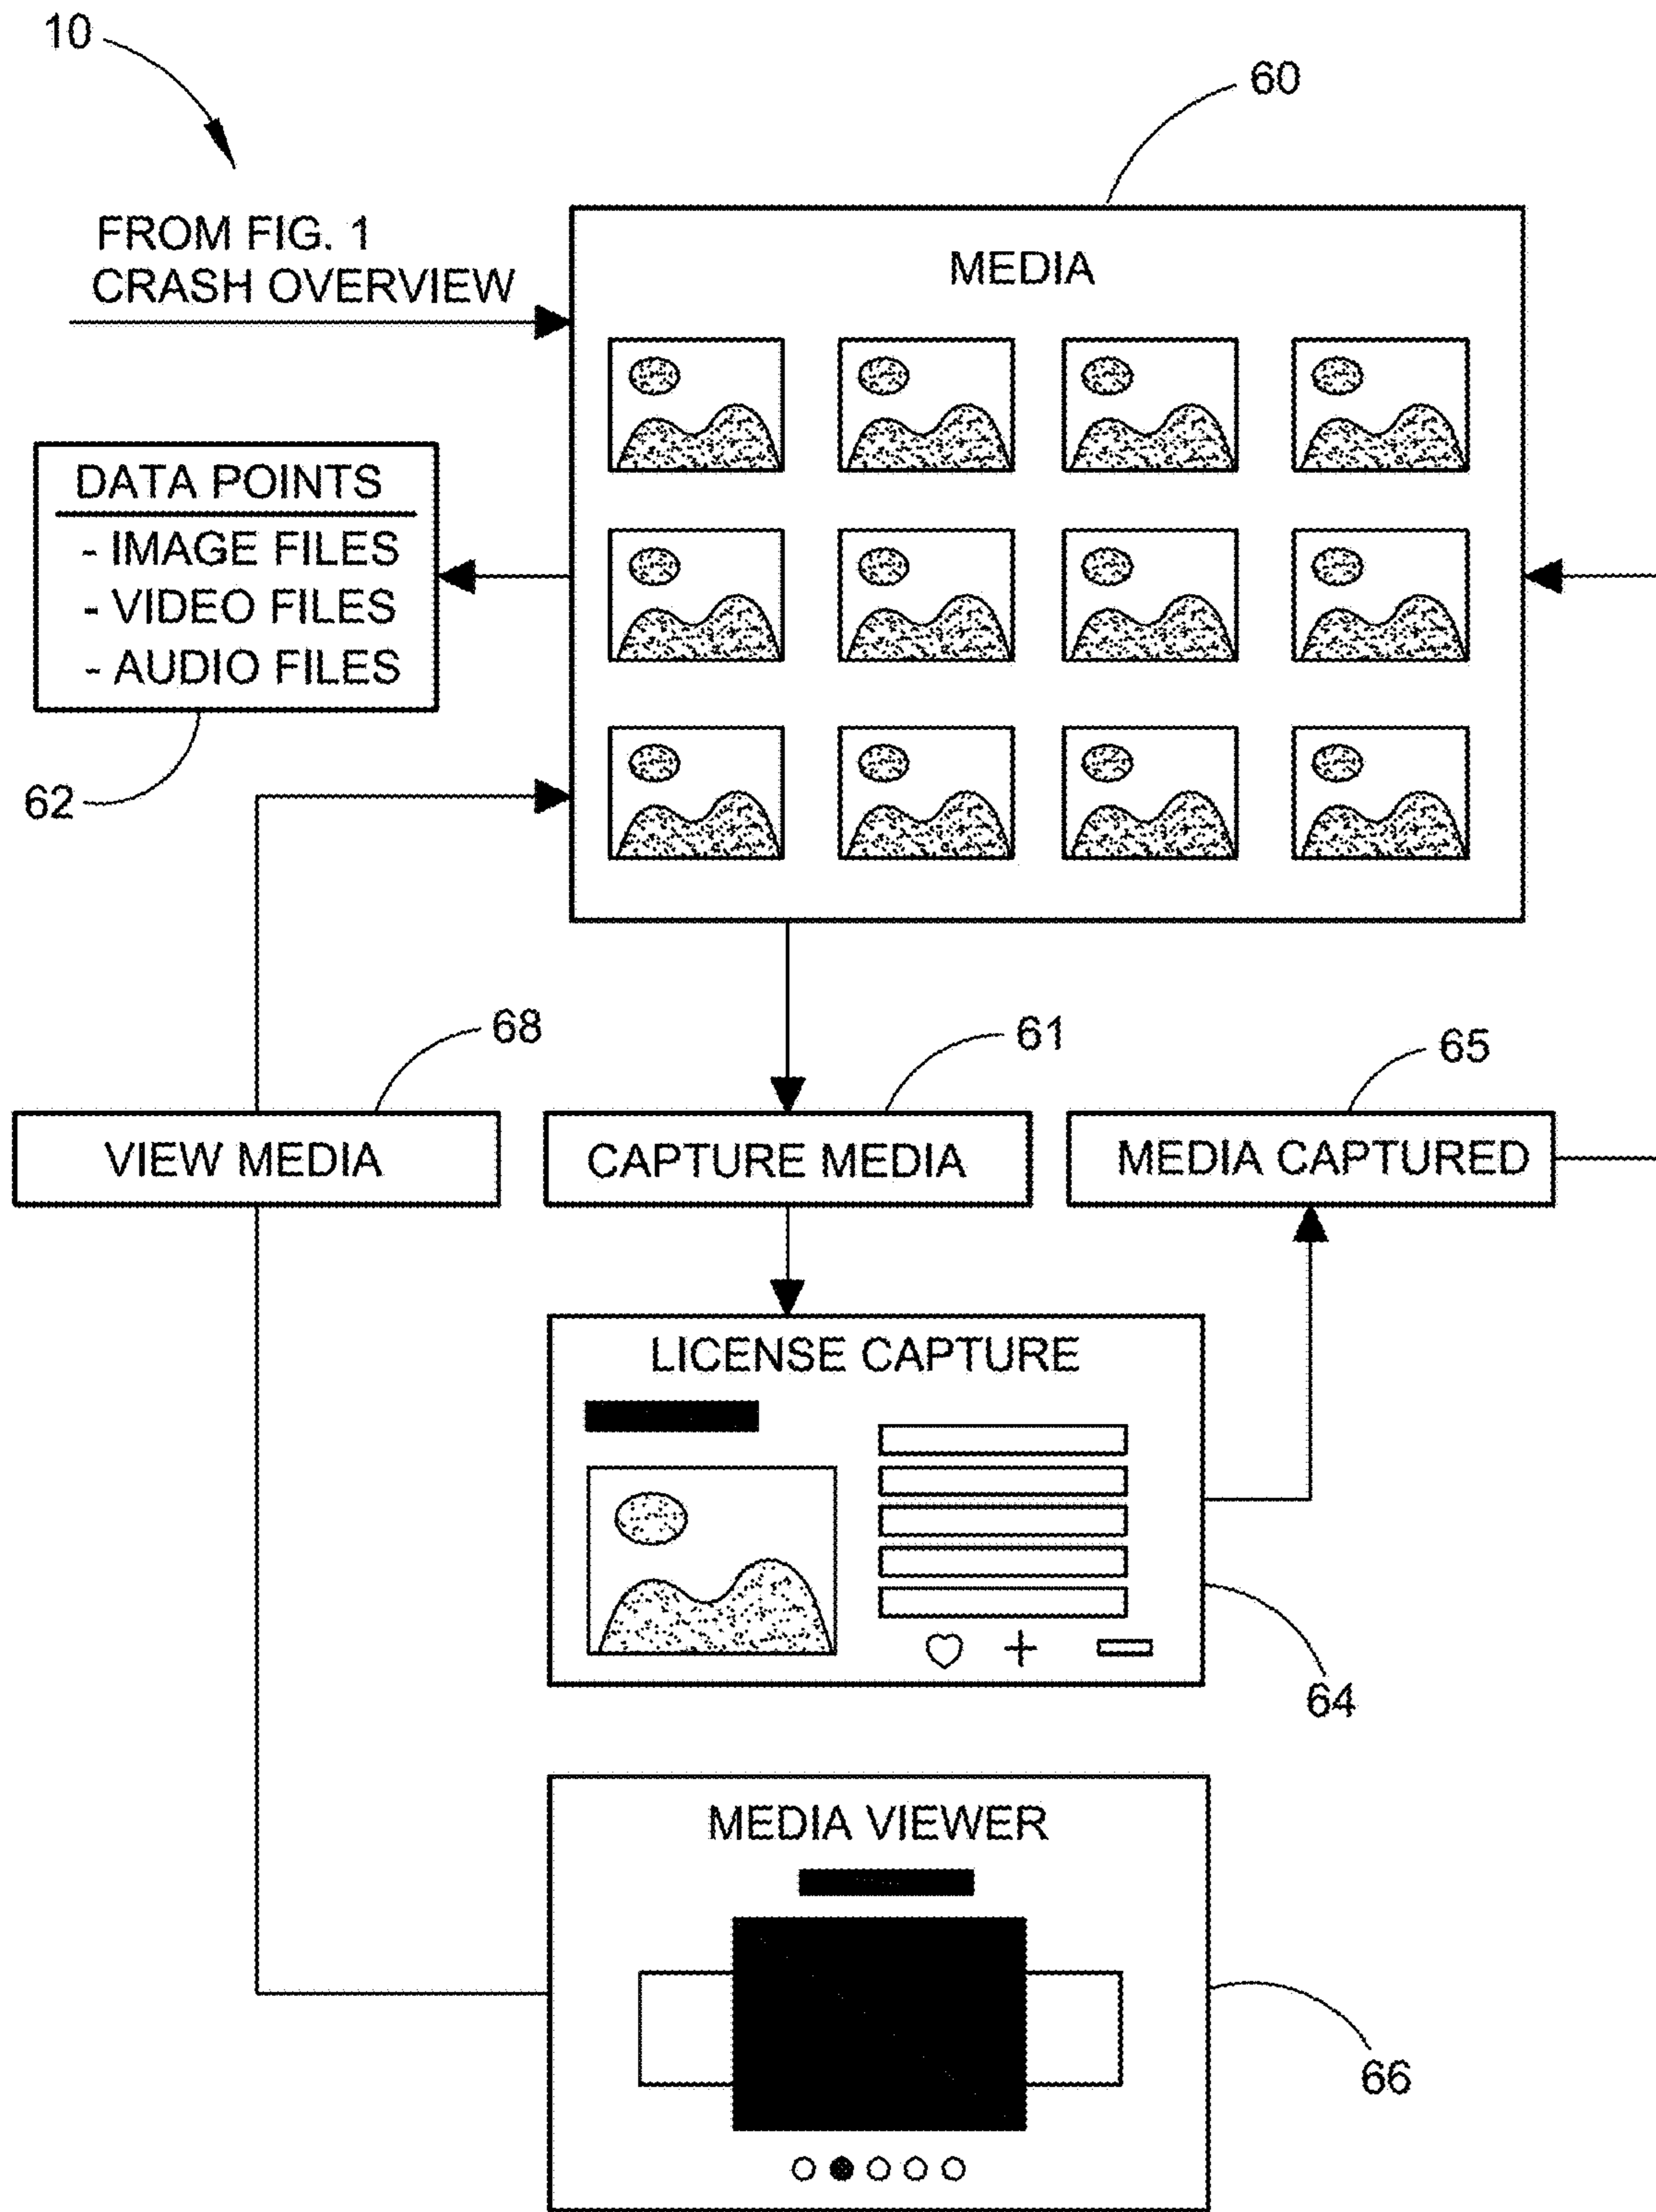 10
60
FROM FIG. 1
CRASH OVERVIEW
MEDIA
DATA POINTS
- IMAGE FILES
- VIDEO FILES
- AUDIO FILES
62
68
61
65
VIEW MEDIA
CAPTURE MEDIA
MEDIA CAPTURED
LICENSE CAPTURE
64
MEDIA VIEWER
66